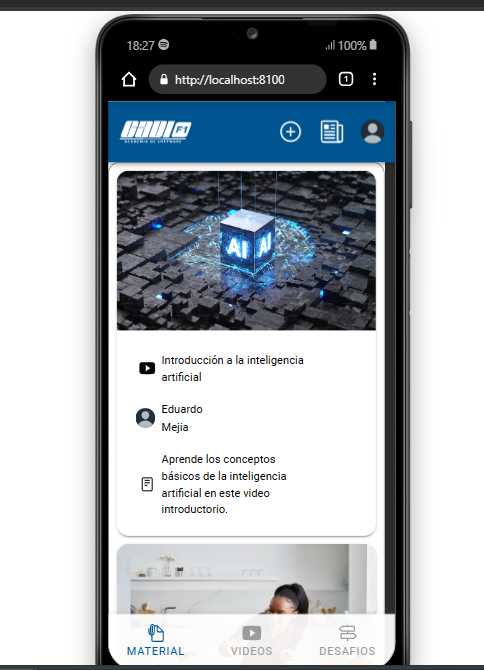 18:27
100%
http://localhost:8100
1
P1
ACADEMIA DE SOFTWARE
AI AI
Introducción a la inteligencia
artificial
Eduardo
Mejia
Aprende los conceptos
básicos de la inteligencia
artificial en este video
introductorio.
MATERIAL
VIDEOS
DESAFIOS